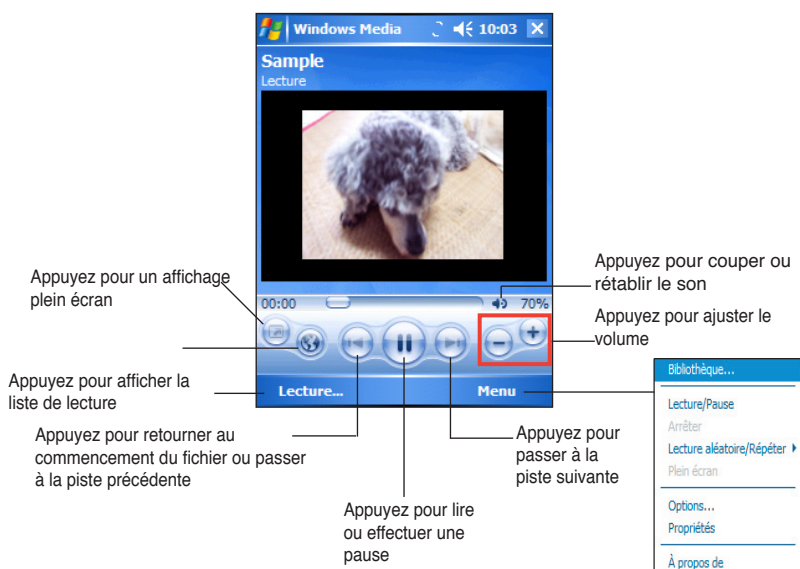 Windows Media 10:03
Sample
Lecture
00:00 70%
Lecture... Menu
Appuyez pour un affichage
plein écran
Appuyez pour afficher la
liste de lecture
Appuyez pour retourner au
commencement du fichier ou passer
à la piste précédente
Appuyez pour lire
ou effectuer une
pause
Appuyez pour
passer à la
piste suivante
Appuyez pour couper ou
rétablir le son
Appuyez pour ajuster le
volume
Bibliothèque...
Lecture/Pause
Arrêter
Lecture aléatoire/Répéter
Plein écran
Options...
Propriétés
À propos de